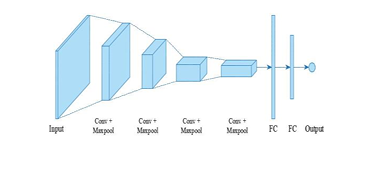 Input
Conv +
Maxpool
Conv +
Maxpool
Conv +
Maxpool
Conv +
Maxpool
FC
FC
Output